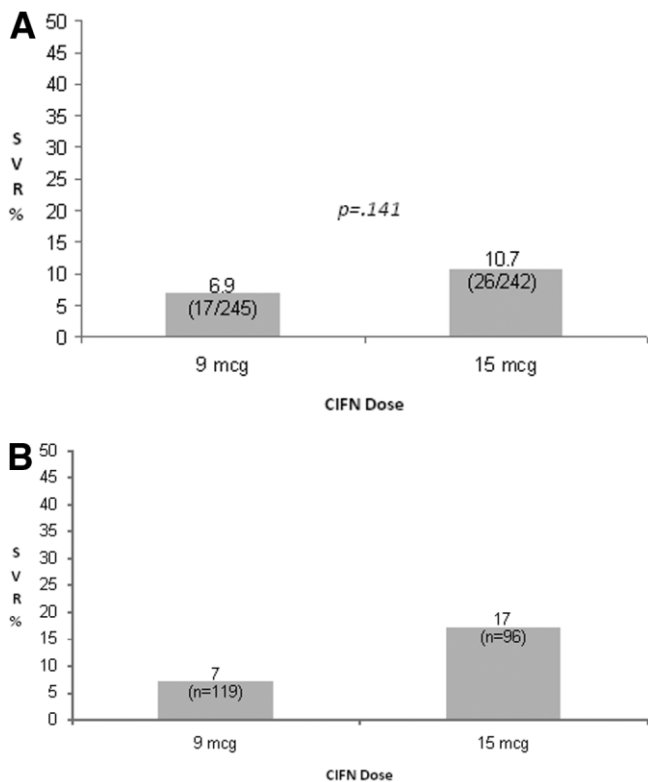 A
50
45
40
35
30
25
20
15
10
5
0
S
V
R
%
p=.141
6.9
(17/245)
10.7
(26/242)
9 mcg
15 mcg
CIFN Dose
B
50
45
40
35
30
25
20
15
10
5
0
S
V
R
%
7
(n=119)
17
(n=96)
9 mcg
15 mcg
CIFN Dose